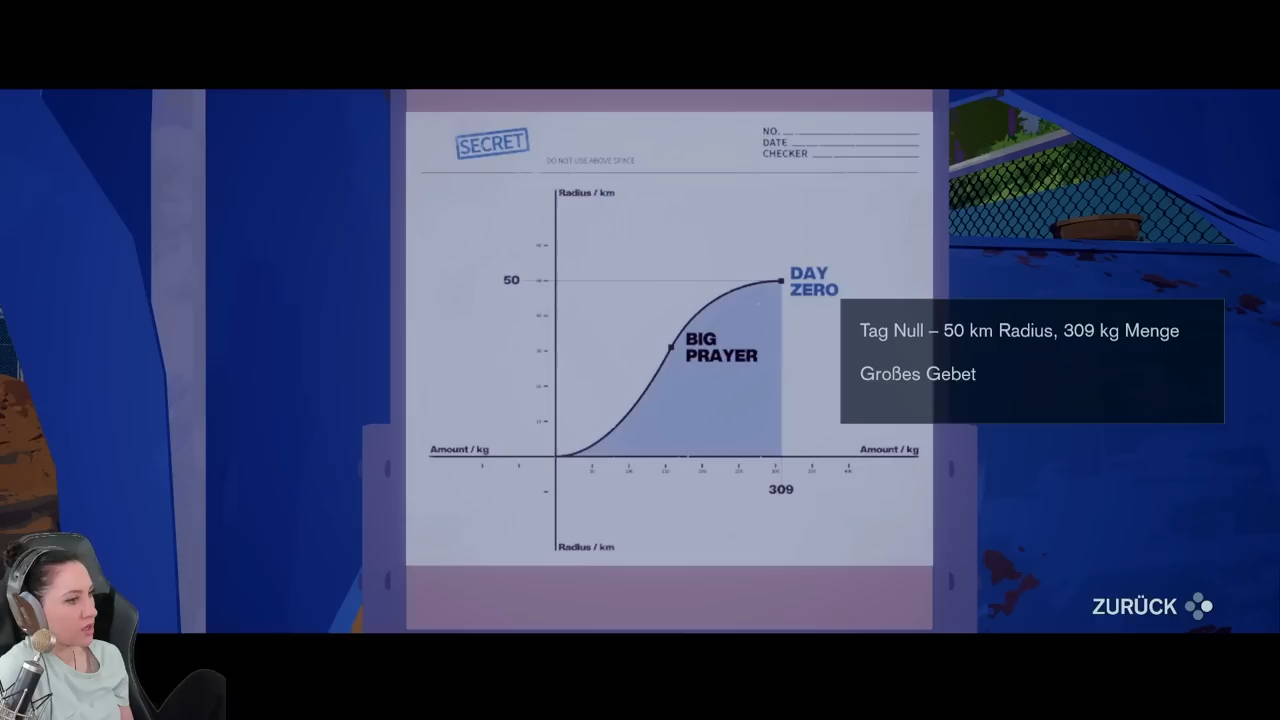 SECRET
DO NOT USE ABOVE SPACE
NO.
DATE
CHECKER
Radius / km
50
DAY
ZERO
BIG
PRAYER
Tag Null – 50 km Radius, 309 kg Menge
Großes Gebet
Amount / kg
Amount / kg
309
Radius / km
ZURÜCK